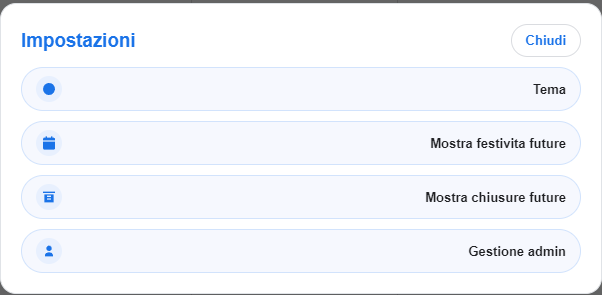 Impostazioni
Chiudi
Tema
Mostra festivita future
Mostra chiusure future
Gestione admin